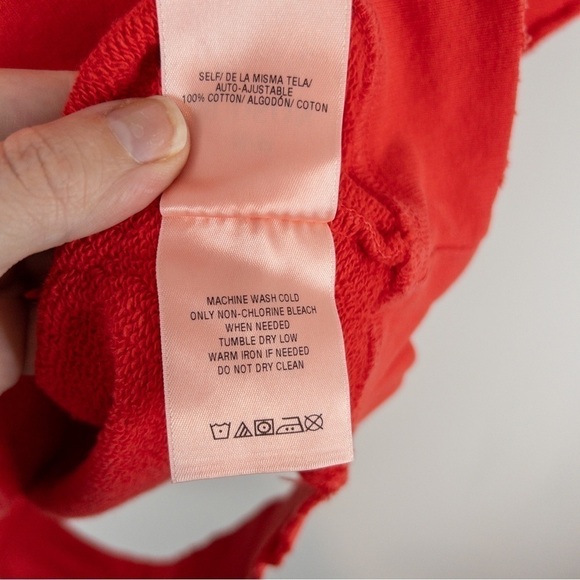 SELF/ DE LA MISMA TELA/
AUTO-AJUSTABLE
100% COTTON/ ALGODÓN/ COTON
MACHINE WASH COLD
ONLY NON-CHLORINE BLEACH
WHEN NEEDED
TUMBLE DRY LOW
WARM IRON IF NEEDED
DO NOT DRY CLEAN